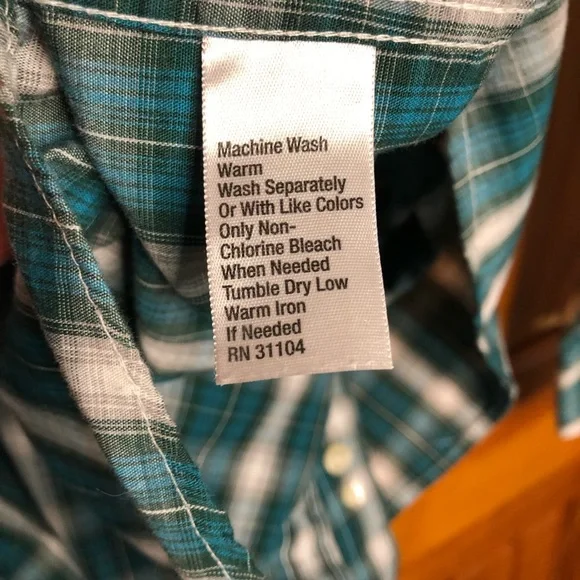 Machine Wash
Warm
Wash Separately
Or With Like Colors
Only Non-
Chlorine Bleach
When Needed
Tumble Dry Low
Warm Iron
If Needed
RN 31104